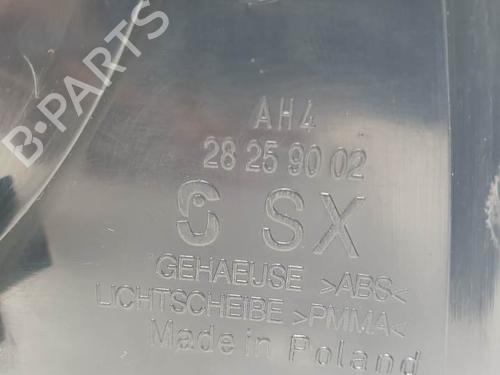 B-PARTS
AH4
28 25 90 02
SX
GEHAEUSE >ABS<
LICHTSCHEIBE >PMMA<
Made in Poland